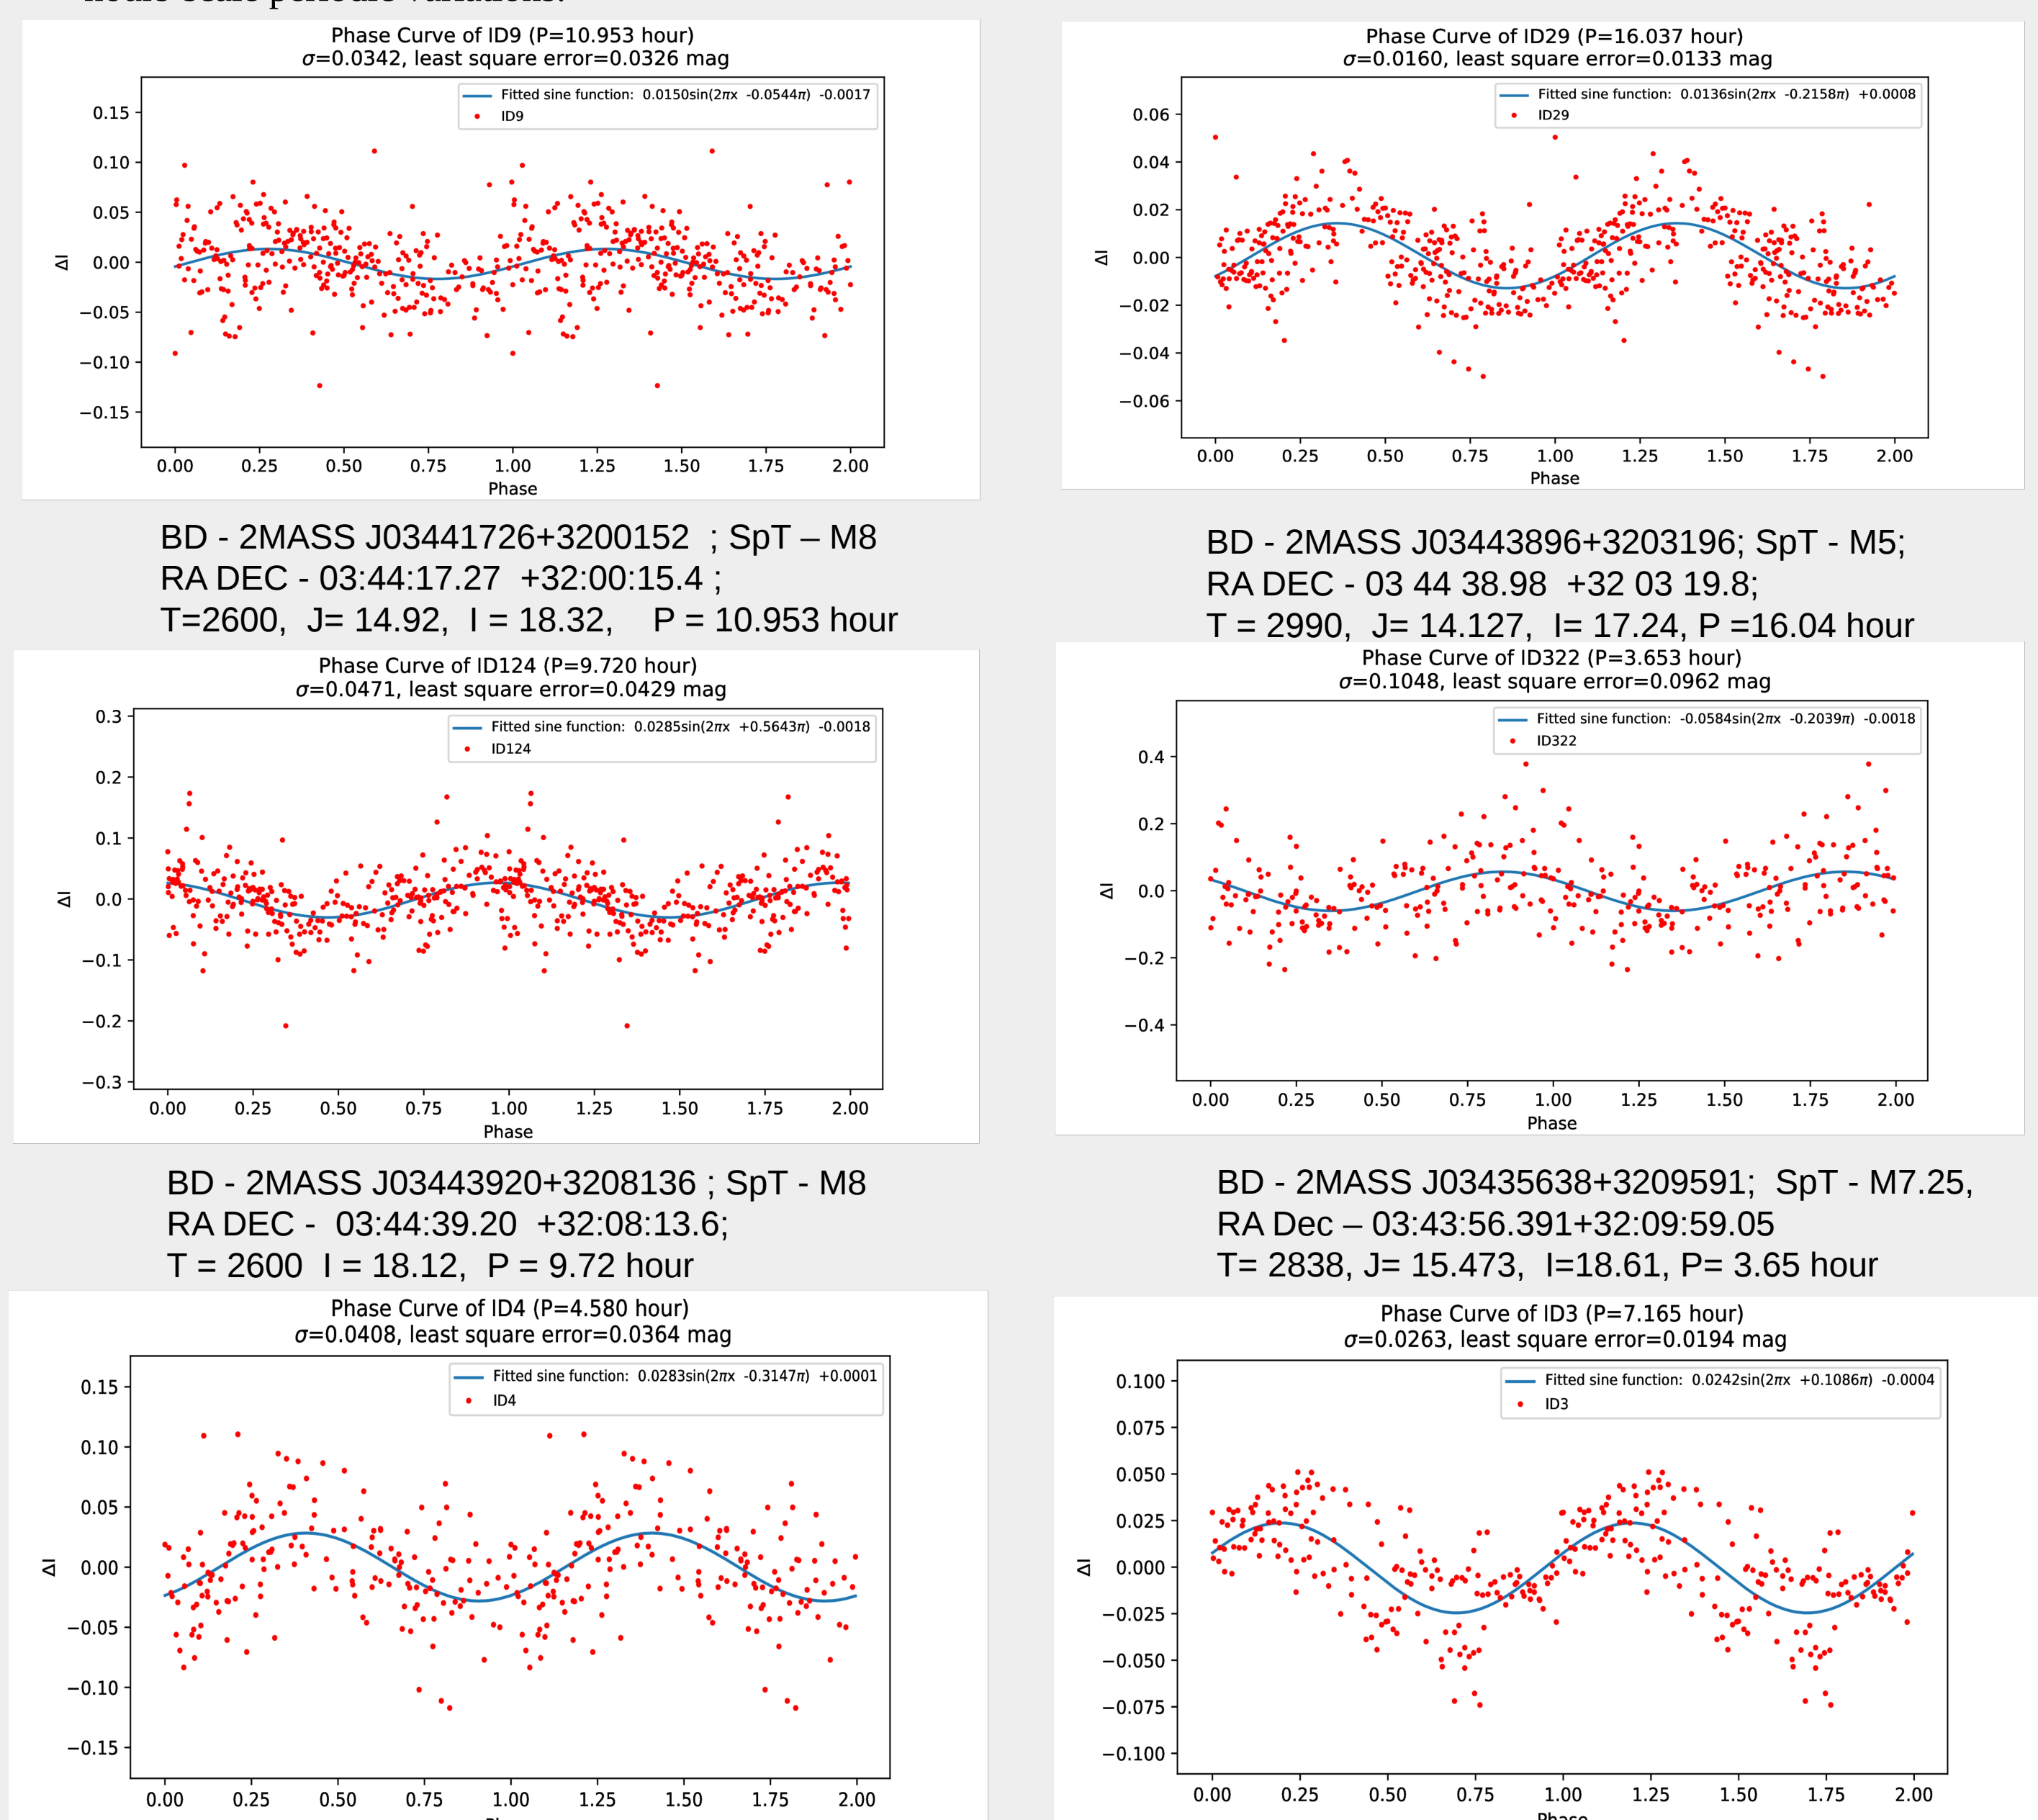 hours-scale periodic variations.
Phase Curve of ID9 (P=10.953 hour)
σ=0.0342, least square error=0.0326 mag
Fitted sine function: 0.0150sin(2πx -0.0544π) -0.0017
ID9
0.15
0.10
0.05
0.00
−0.05
−0.10
−0.15
ΔI
0.00 0.25 0.50 0.75 1.00 1.25 1.50 1.75 2.00
Phase
Phase Curve of ID29 (P=16.037 hour)
σ=0.0160, least square error=0.0133 mag
Fitted sine function: 0.0136sin(2πx -0.2158π) +0.0008
ID29
0.06
0.04
0.02
0.00
−0.02
−0.04
−0.06
ΔI
0.00 0.25 0.50 0.75 1.00 1.25 1.50 1.75 2.00
Phase
BD - 2MASS J03441726+3200152 ; SpT – M8
RA DEC - 03:44:17.27 +32:00:15.4 ;
T=2600, J= 14.92, I = 18.32, P = 10.953 hour
BD - 2MASS J03443896+3203196; SpT - M5;
RA DEC - 03 44 38.98 +32 03 19.8;
T = 2990, J= 14.127, I= 17.24, P =16.04 hour
Phase Curve of ID124 (P=9.720 hour)
σ=0.0471, least square error=0.0429 mag
Fitted sine function: 0.0285sin(2πx +0.5643π) -0.0018
ID124
0.3
0.2
0.1
0.0
−0.1
−0.2
−0.3
ΔI
0.00 0.25 0.50 0.75 1.00 1.25 1.50 1.75 2.00
Phase
Phase Curve of ID322 (P=3.653 hour)
σ=0.1048, least square error=0.0962 mag
Fitted sine function: -0.0584sin(2πx -0.2039π) -0.0018
ID322
0.4
0.2
0.0
−0.2
−0.4
ΔI
0.00 0.25 0.50 0.75 1.00 1.25 1.50 1.75 2.00
Phase
BD - 2MASS J03443920+3208136 ; SpT - M8
RA DEC - 03:44:39.20 +32:08:13.6;
T = 2600 I = 18.12, P = 9.72 hour
BD - 2MASS J03435638+3209591; SpT - M7.25,
RA Dec – 03:43:56.391+32:09:59.05
T= 2838, J= 15.473, I=18.61, P= 3.65 hour
Phase Curve of ID4 (P=4.580 hour)
σ=0.0408, least square error=0.0364 mag
Fitted sine function: 0.0283sin(2πx -0.3147π) +0.0001
ID4
0.15
0.10
0.05
0.00
−0.05
−0.10
−0.15
ΔI
0.00 0.25 0.50 0.75 1.00 1.25 1.50 1.75 2.00
Phase Curve of ID3 (P=7.165 hour)
σ=0.0263, least square error=0.0194 mag
Fitted sine function: 0.0242sin(2πx +0.1086π) -0.0004
ID3
0.100
0.075
0.050
0.025
0.000
−0.025
−0.050
−0.075
−0.100
ΔI
0.00 0.25 0.50 0.75 1.00 1.25 1.50 1.75 2.00
Phase